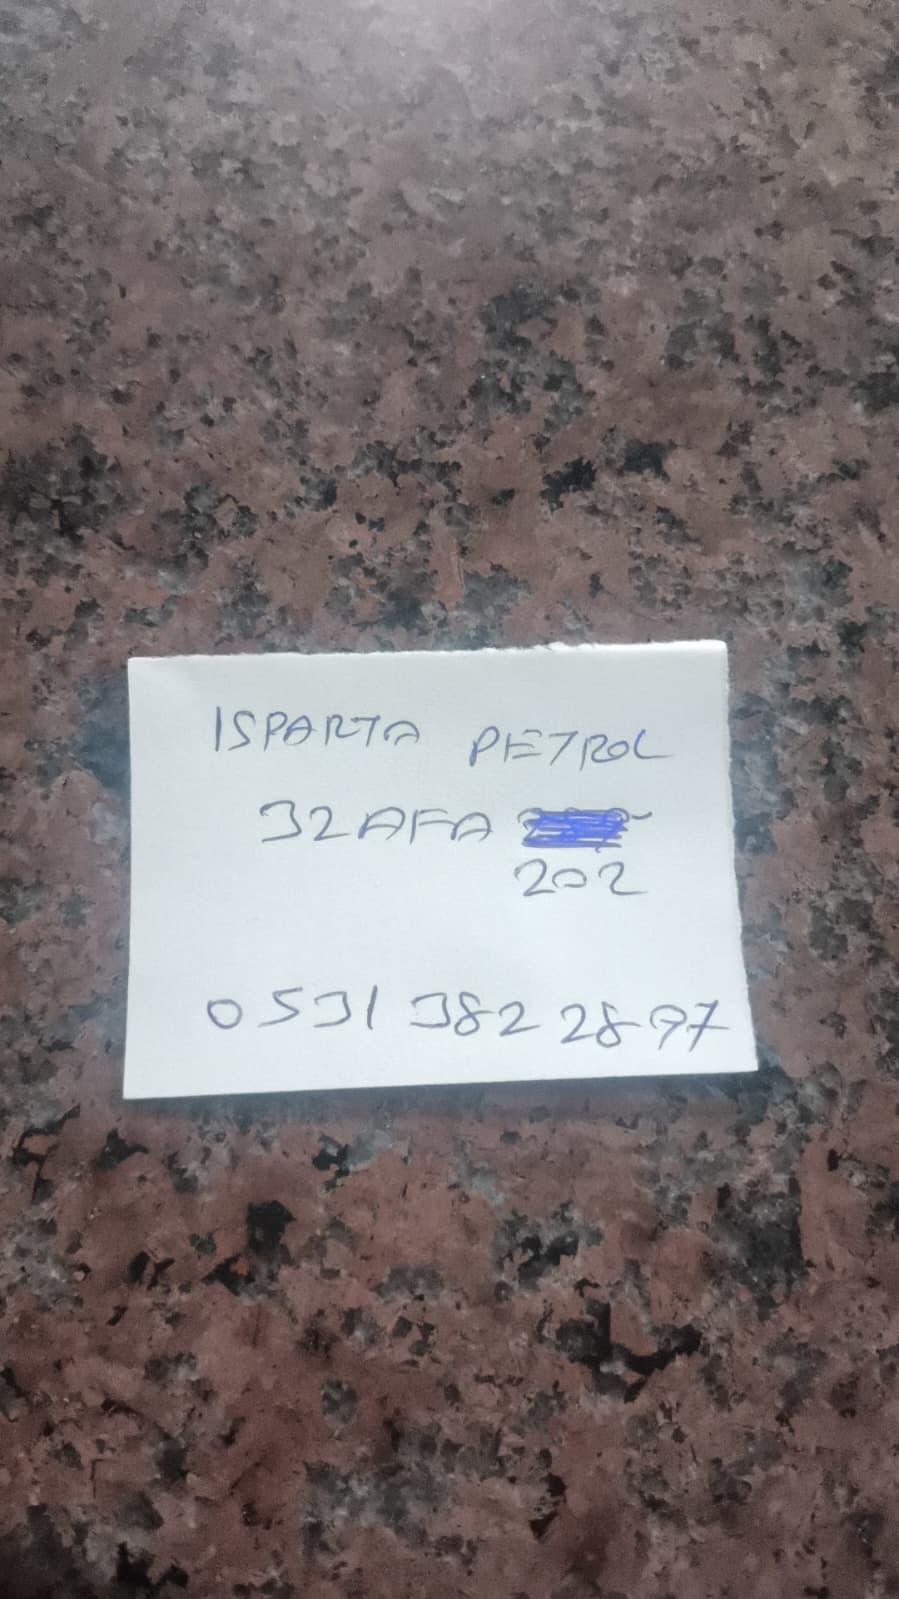 ISPARTA PETROL
32AFA
202
0531 382 28 97